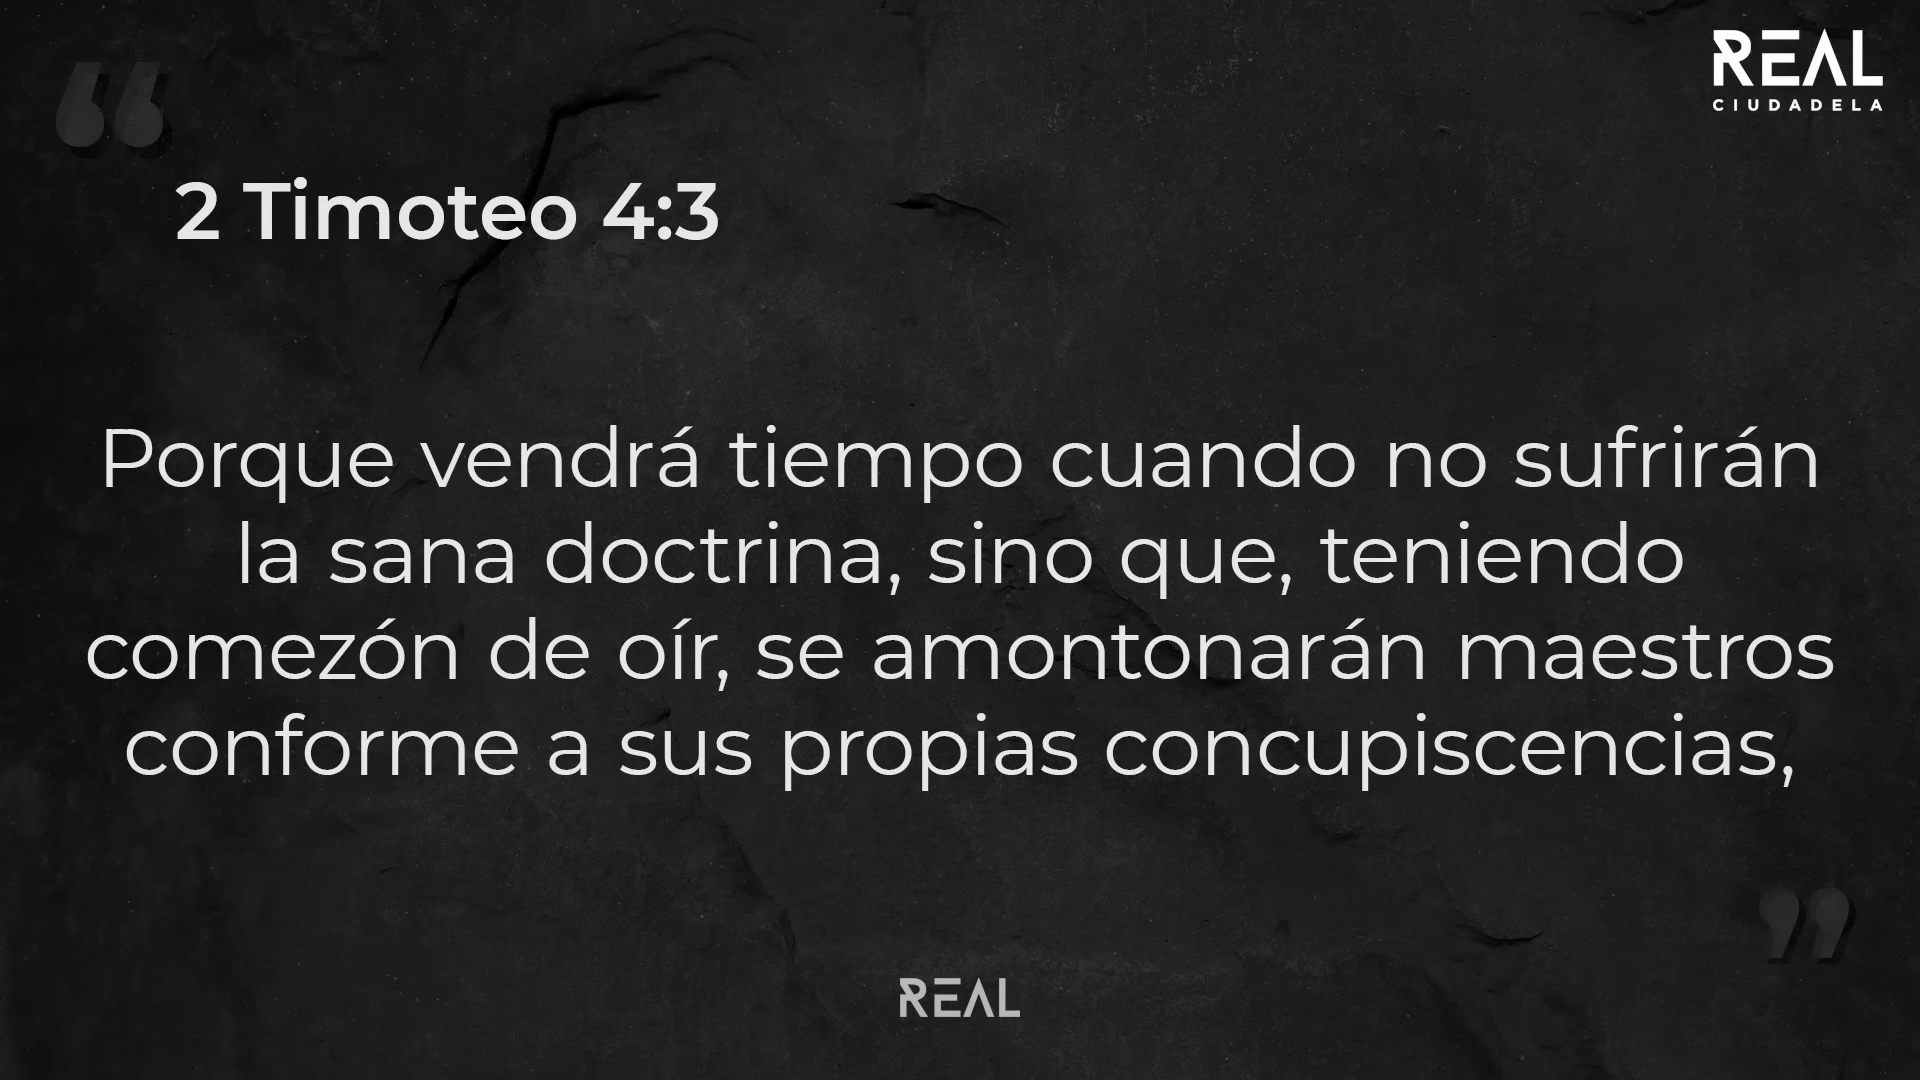 “
REAL
CIUDADELA
2 Timoteo 4:3
Porque vendrá tiempo cuando no sufrirán
la sana doctrina, sino que, teniendo
comezón de oír, se amontonarán maestros
conforme a sus propias concupiscencias,
”
REAL